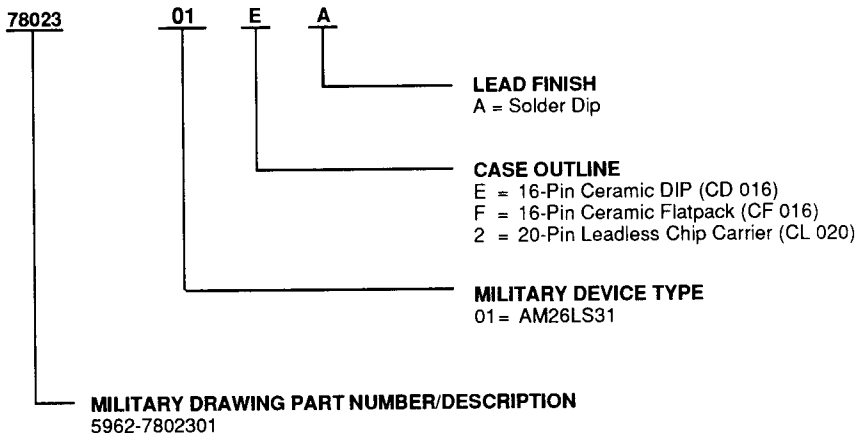 78023 01 E A
LEAD FINISH
A = Solder Dip
CASE OUTLINE
E = 16-Pin Ceramic DIP (CD 016)
F = 16-Pin Ceramic Flatpack (CF 016)
2 = 20-Pin Leadless Chip Carrier (CL 020)
MILITARY DEVICE TYPE
01= AM26LS31
MILITARY DRAWING PART NUMBER/DESCRIPTION
5962-7802301